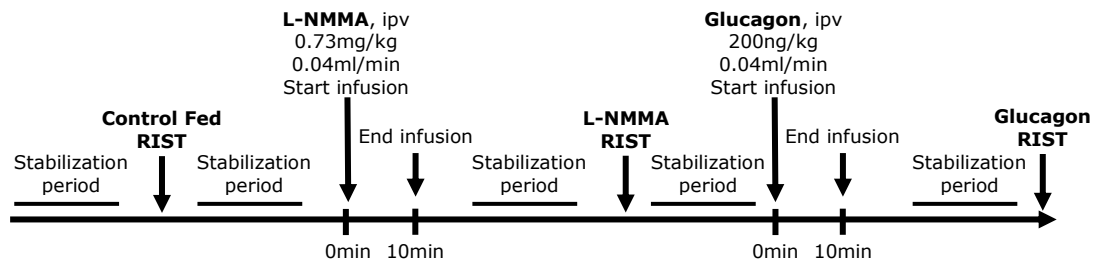 L-NMMA, ipv
0.73mg/kg
0.04ml/min
Start infusion
Glucagon, ipv
200ng/kg
0.04ml/min
Start infusion
Control Fed
RIST
End infusion
L-NMMA
RIST
End infusion
Glucagon
RIST
Stabilization
period
Stabilization
period
Stabilization
period
Stabilization
period
Stabilization
period
0min
10min
0min
10min